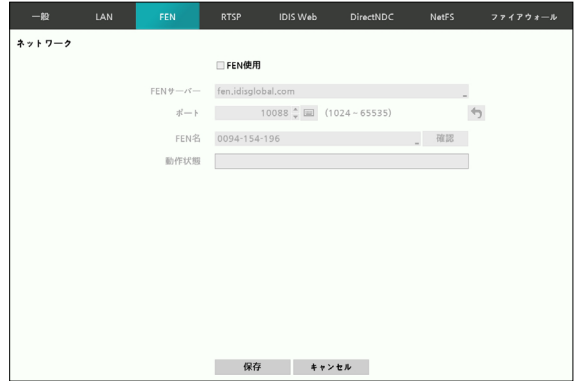 一般 LAN FEN RTSP IDIS Web DirectNDC NetFS ファイアウォール
ネットワーク
FEN使用
FENサーバー fen.idisglobal.com
ポート 10088 (1024 ~ 65535)
FEN名 0094-154-196 確認
動作状態
保存 キャンセル